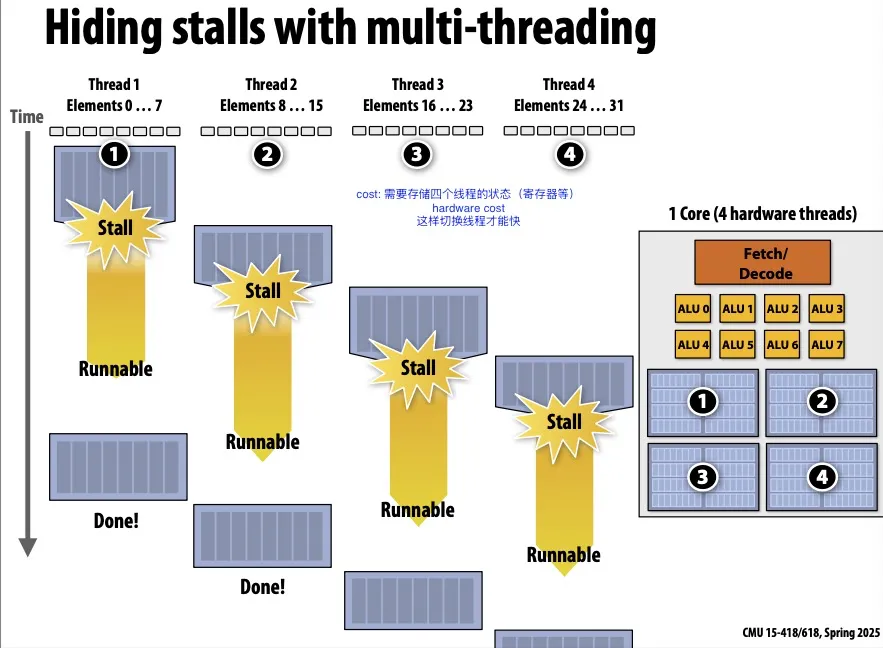 Hiding stalls with multi-threading
Time
Thread 1
Elements 0 … 7
Thread 2
Elements 8 … 15
Thread 3
Elements 16 … 23
Thread 4
Elements 24 … 31
1
2
3
4
cost: 需要存储四个线程的状态（寄存器等）
hardware cost
这样切换线程才能快
Stall
Stall
Stall
Stall
Runnable
Runnable
Runnable
Runnable
Done!
Done!
1 Core (4 hardware threads)
Fetch/
Decode
ALU 0 ALU 1 ALU 2 ALU 3
ALU 4 ALU 5 ALU 6 ALU 7
1
2
3
4
CMU 15-418/618, Spring 2025